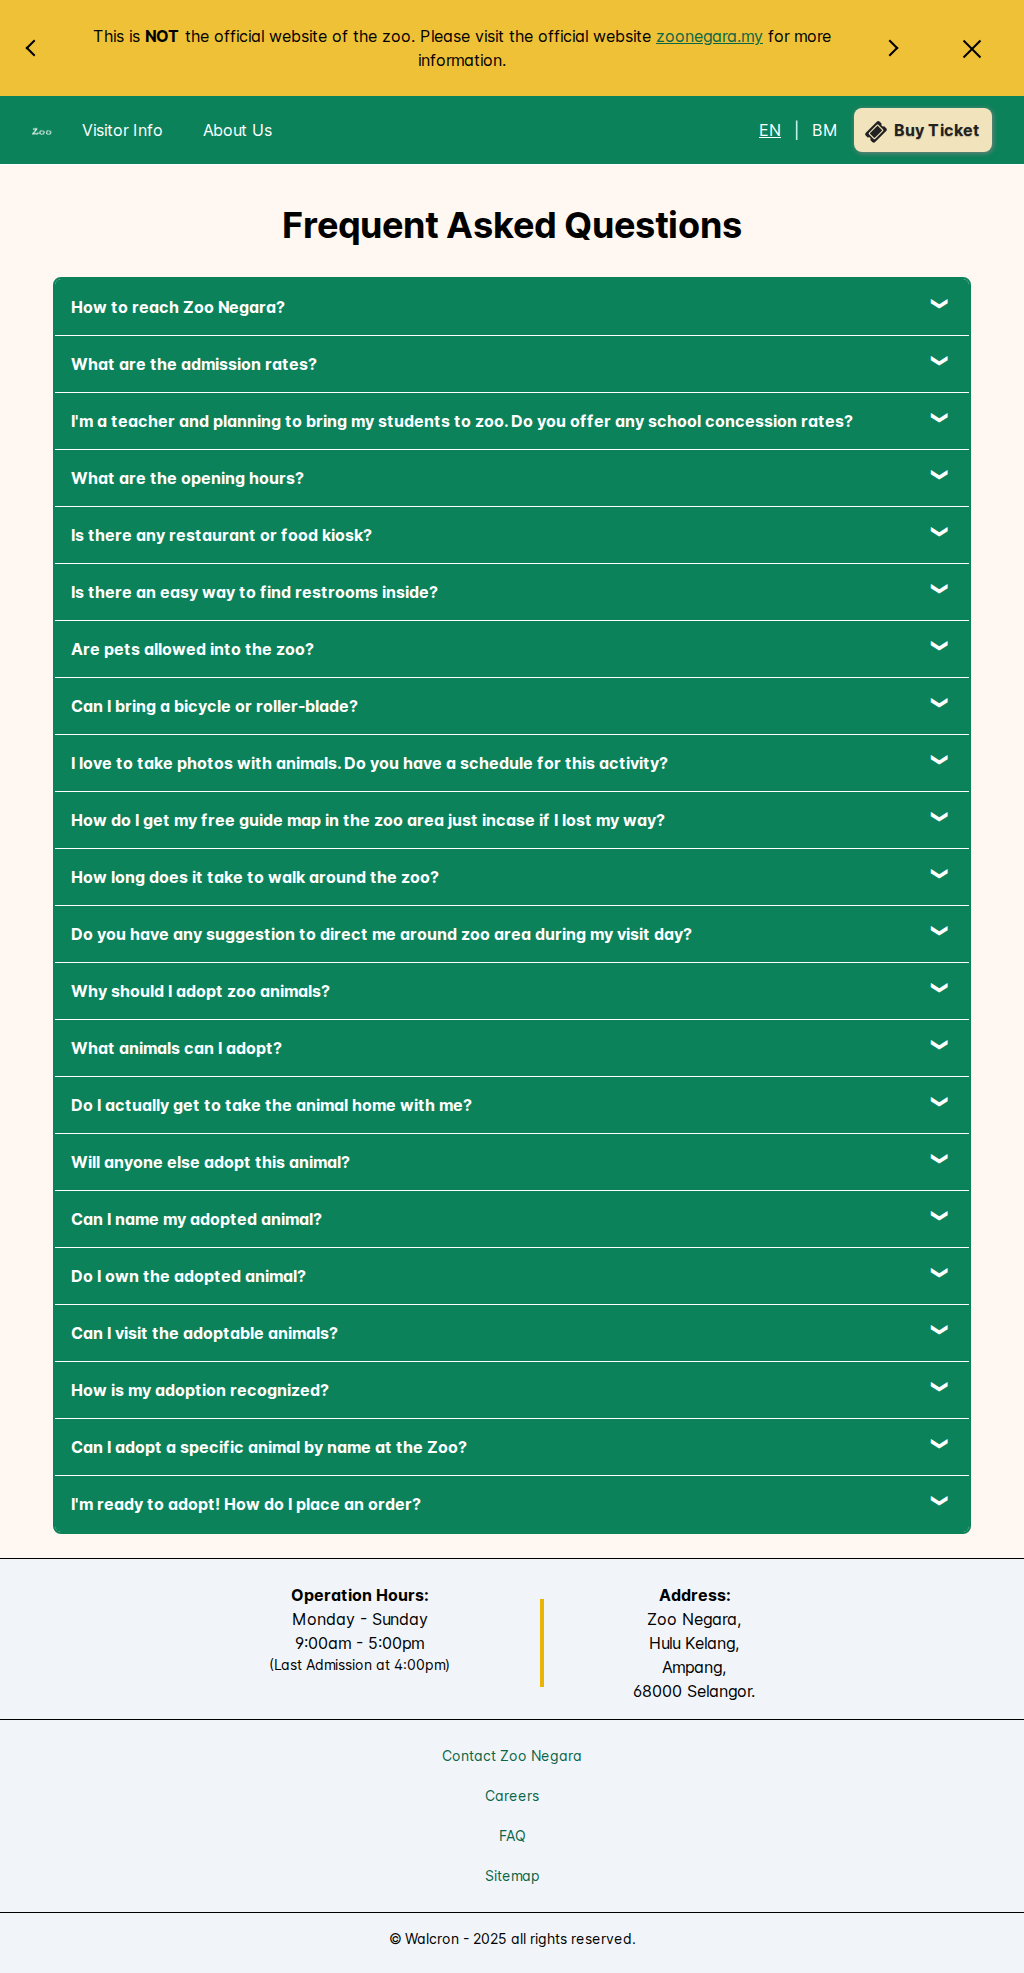 This is NOT the official website of the zoo. Please visit the official website zoonegara.my for more
information.
Zoo
Visitor Info
About Us
EN | BM
Buy Ticket
Frequent Asked Questions
How to reach Zoo Negara?
What are the admission rates?
I'm a teacher and planning to bring my students to zoo. Do you offer any school concession rates?
What are the opening hours?
Is there any restaurant or food kiosk?
Is there an easy way to find restrooms inside?
Are pets allowed into the zoo?
Can I bring a bicycle or roller-blade?
I love to take photos with animals. Do you have a schedule for this activity?
How do I get my free guide map in the zoo area just incase if I lost my way?
How long does it take to walk around the zoo?
Do you have any suggestion to direct me around zoo area during my visit day?
Why should I adopt zoo animals?
What animals can I adopt?
Do I actually get to take the animal home with me?
Will anyone else adopt this animal?
Can I name my adopted animal?
Do I own the adopted animal?
Can I visit the adoptable animals?
How is my adoption recognized?
Can I adopt a specific animal by name at the Zoo?
I'm ready to adopt! How do I place an order?
Operation Hours:
Monday - Sunday
9:00am - 5:00pm
(Last Admission at 4:00pm)
Address:
Zoo Negara,
Hulu Kelang,
Ampang,
68000 Selangor.
Contact Zoo Negara
Careers
FAQ
Sitemap
© Walcron - 2025 all rights reserved.